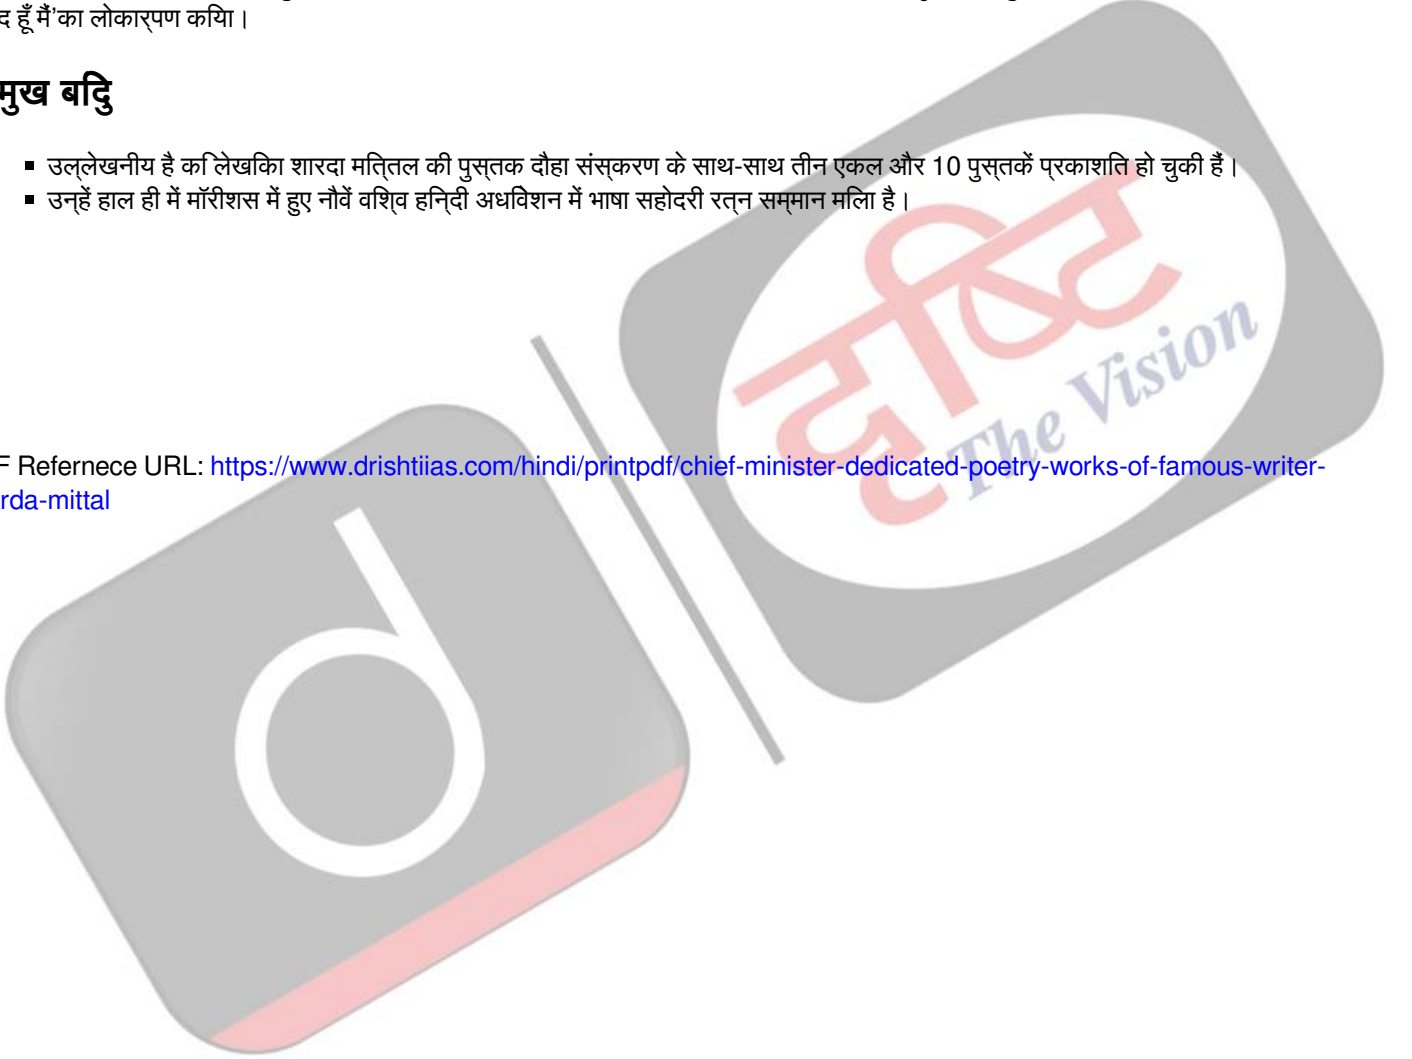 द हूँ मैं’का लोकार्पण किया।
मुख बिंदु
▪ उल्लेखनीय है कि लेखिका शारदा मित्तल की पुस्तक दौहा संस्करण के साथ-साथ तीन एकल और 10 पुस्तकें प्रकाशित हो चुकी हैं।
▪ उन्हें हाल ही में मॉरीशस में हुए नौवें विश्व हिन्दी अधिवेशन में भाषा सहोदरी रत्न सम्मान मिला है।
दृष्टि
The Vision
F Refernece URL: https://www.drishtiias.com/hindi/printpdf/chief-minister-dedicated-poetry-works-of-famous-writer-
rda-mittal
d